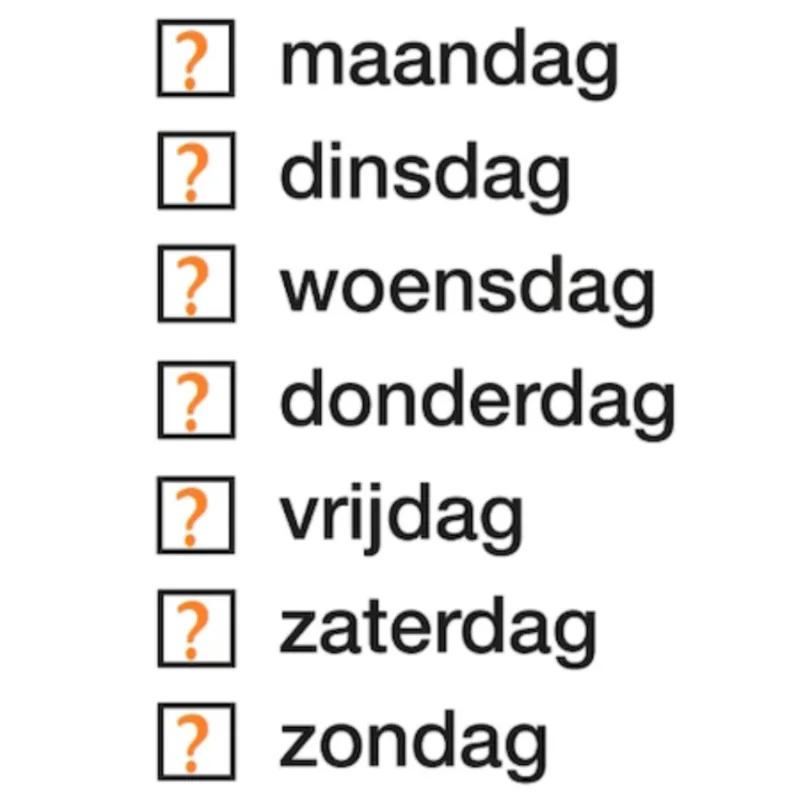 ? maandag
? dinsdag
? woensdag
? donderdag
? vrijdag
? zaterdag
? zondag